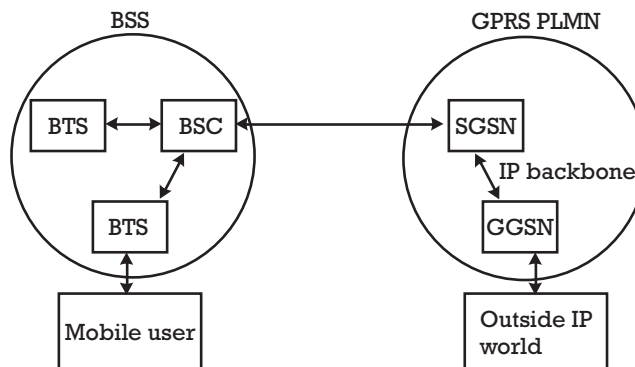 BSS
GPRS PLMN
BTS
BSC
SGSN
IP backbone
BTS
GGSN
Mobile user
Outside IP
world